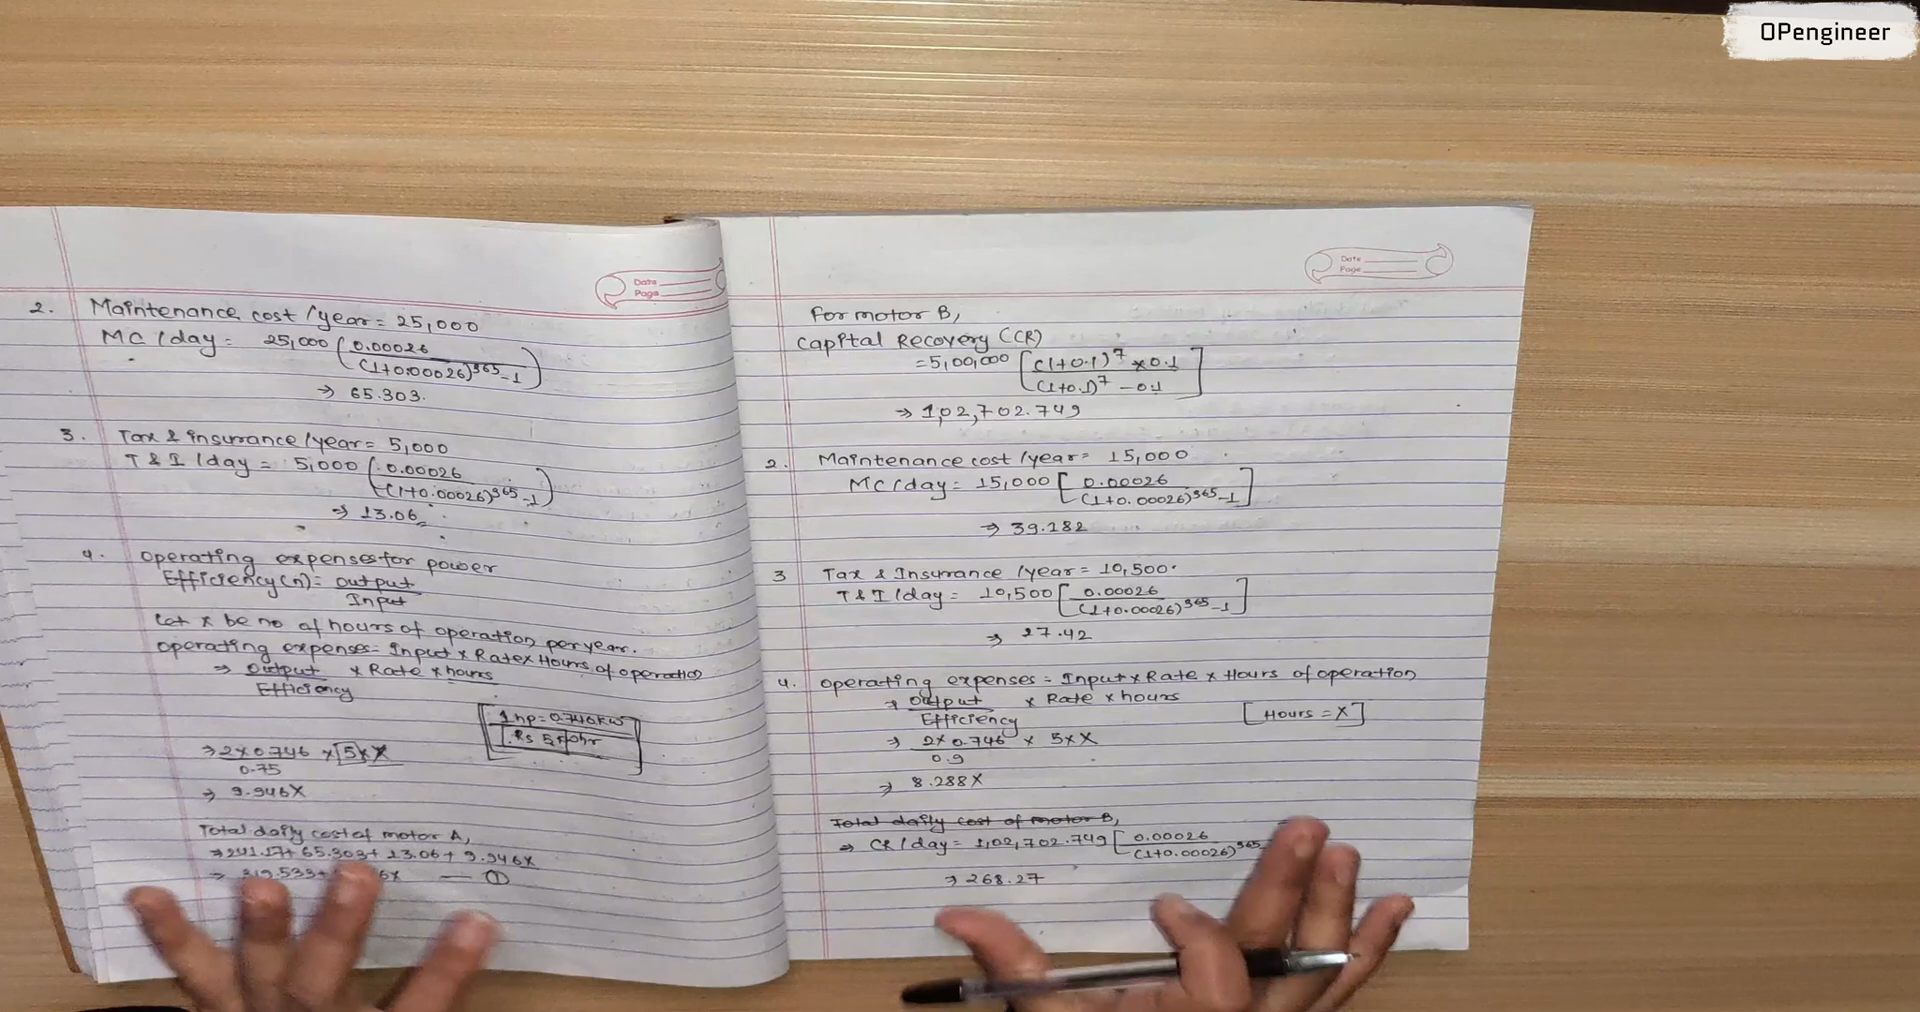 OPengineer
Date
Page
2. Maintenance cost / year = 25,000
MC / day = 25,000 ( 0.00026
(1+0.00026)^365 - 1 )
⇒ 65.303.
3. Tax & insurance / year = 5,000
T & I / day = 5,000 ( 0.00026
(1+0.00026)^365 - 1 )
⇒ 13.06
4. operating expenses for power
Efficiency (n) = output
Input
Let x be no of hours of operation per year.
operating expenses = Input x Rate x Hours of operation
⇒ output x Rate x hours
Efficiency
1 hp = 0.746 kw
Rs 5
⇒ 2 x 0.746 x 5 x X
0.75
⇒ 9.946X
Total daily cost of motor A,
⇒ 241.17 + 65.303 + 13.06 + 9.946x
⇒ 319.533 + ①
Date
Page
For motor B,
Capital Recovery (CR)
= 5,00,000 [ (1+0.1)^7 x 0.1
(1+0.1)^7 - 0.1 ]
⇒ 1,02,702.749
2. Maintenance cost / year = 15,000
MC / day = 15,000 [ 0.00026
(1+0.00026)^365 - 1 ]
⇒ 39.182
3 Tax & Insurance / year = 10,500.
T & I / day = 10,500 [ 0.00026
(1+0.00026)^365 - 1 ]
⇒ 27.42
4. operating expenses = Input x Rate x Hours of operation
⇒ output x Rate x hours
Efficiency
[ Hours = X ]
⇒ 2 x 0.746 x 5 x X
0.9
⇒ 8.288X
Total daily cost of motor B,
⇒ CR / day = 1,02,702.749 [ 0.00026
(1+0.00026)^365
⇒ 268.27